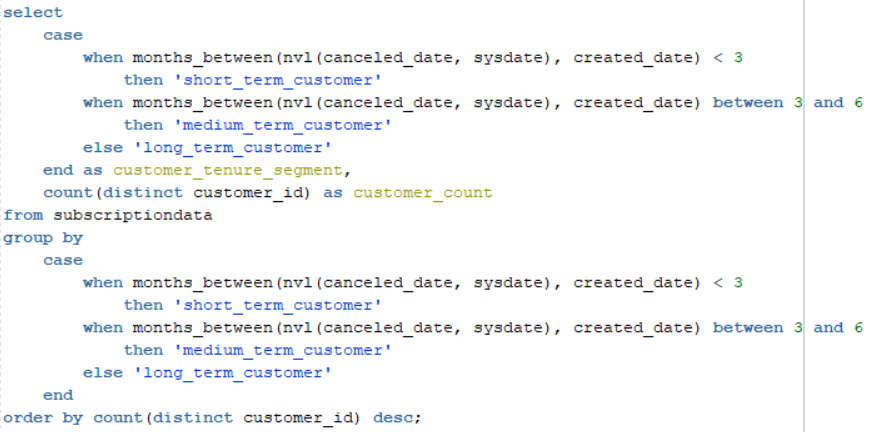 select
    case
        when months_between(nvl(canceled_date, sysdate), created_date) < 3
            then 'short_term_customer'
        when months_between(nvl(canceled_date, sysdate), created_date) between 3 and 6
            then 'medium_term_customer'
        else 'long_term_customer'
    end as customer_tenure_segment,
    count(distinct customer_id) as customer_count
from subscriptiondata
group by
    case
        when months_between(nvl(canceled_date, sysdate), created_date) < 3
            then 'short_term_customer'
        when months_between(nvl(canceled_date, sysdate), created_date) between 3 and 6
            then 'medium_term_customer'
        else 'long_term_customer'
    end
order by count(distinct customer_id) desc;